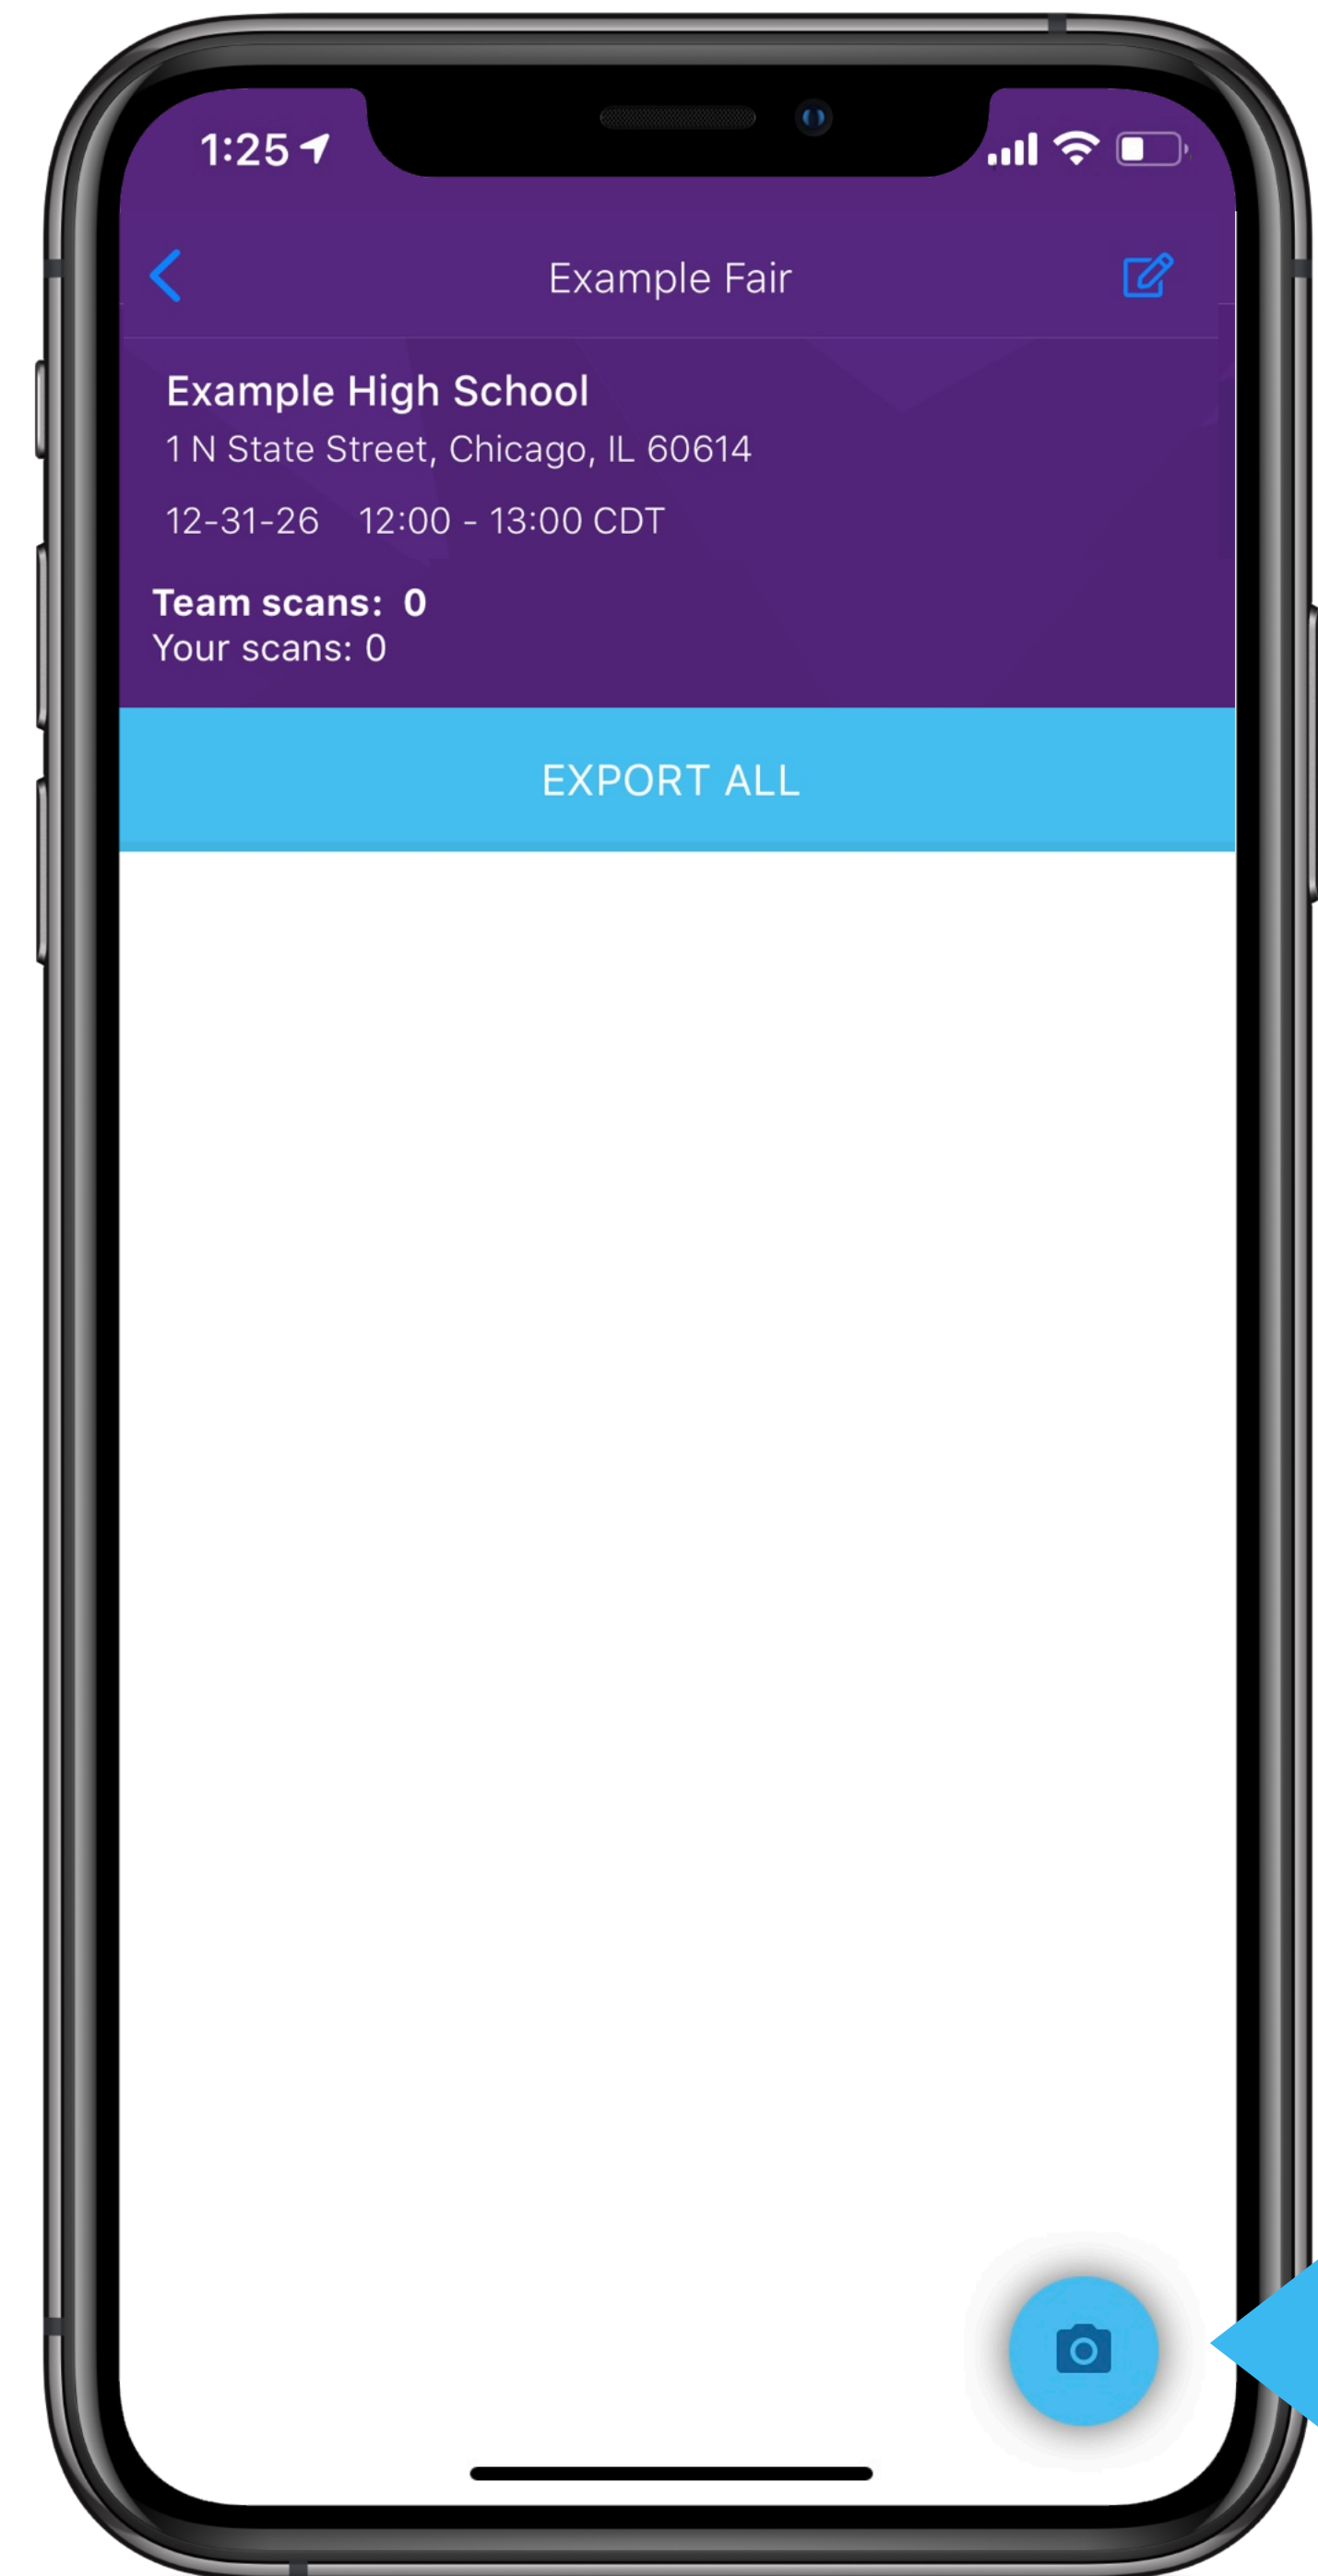 1:25
Example Fair
Example High School
1 N State Street, Chicago, IL 60614
12-31-26 12:00 - 13:00 CDT
Team scans: 0
Your scans: 0
EXPORT ALL